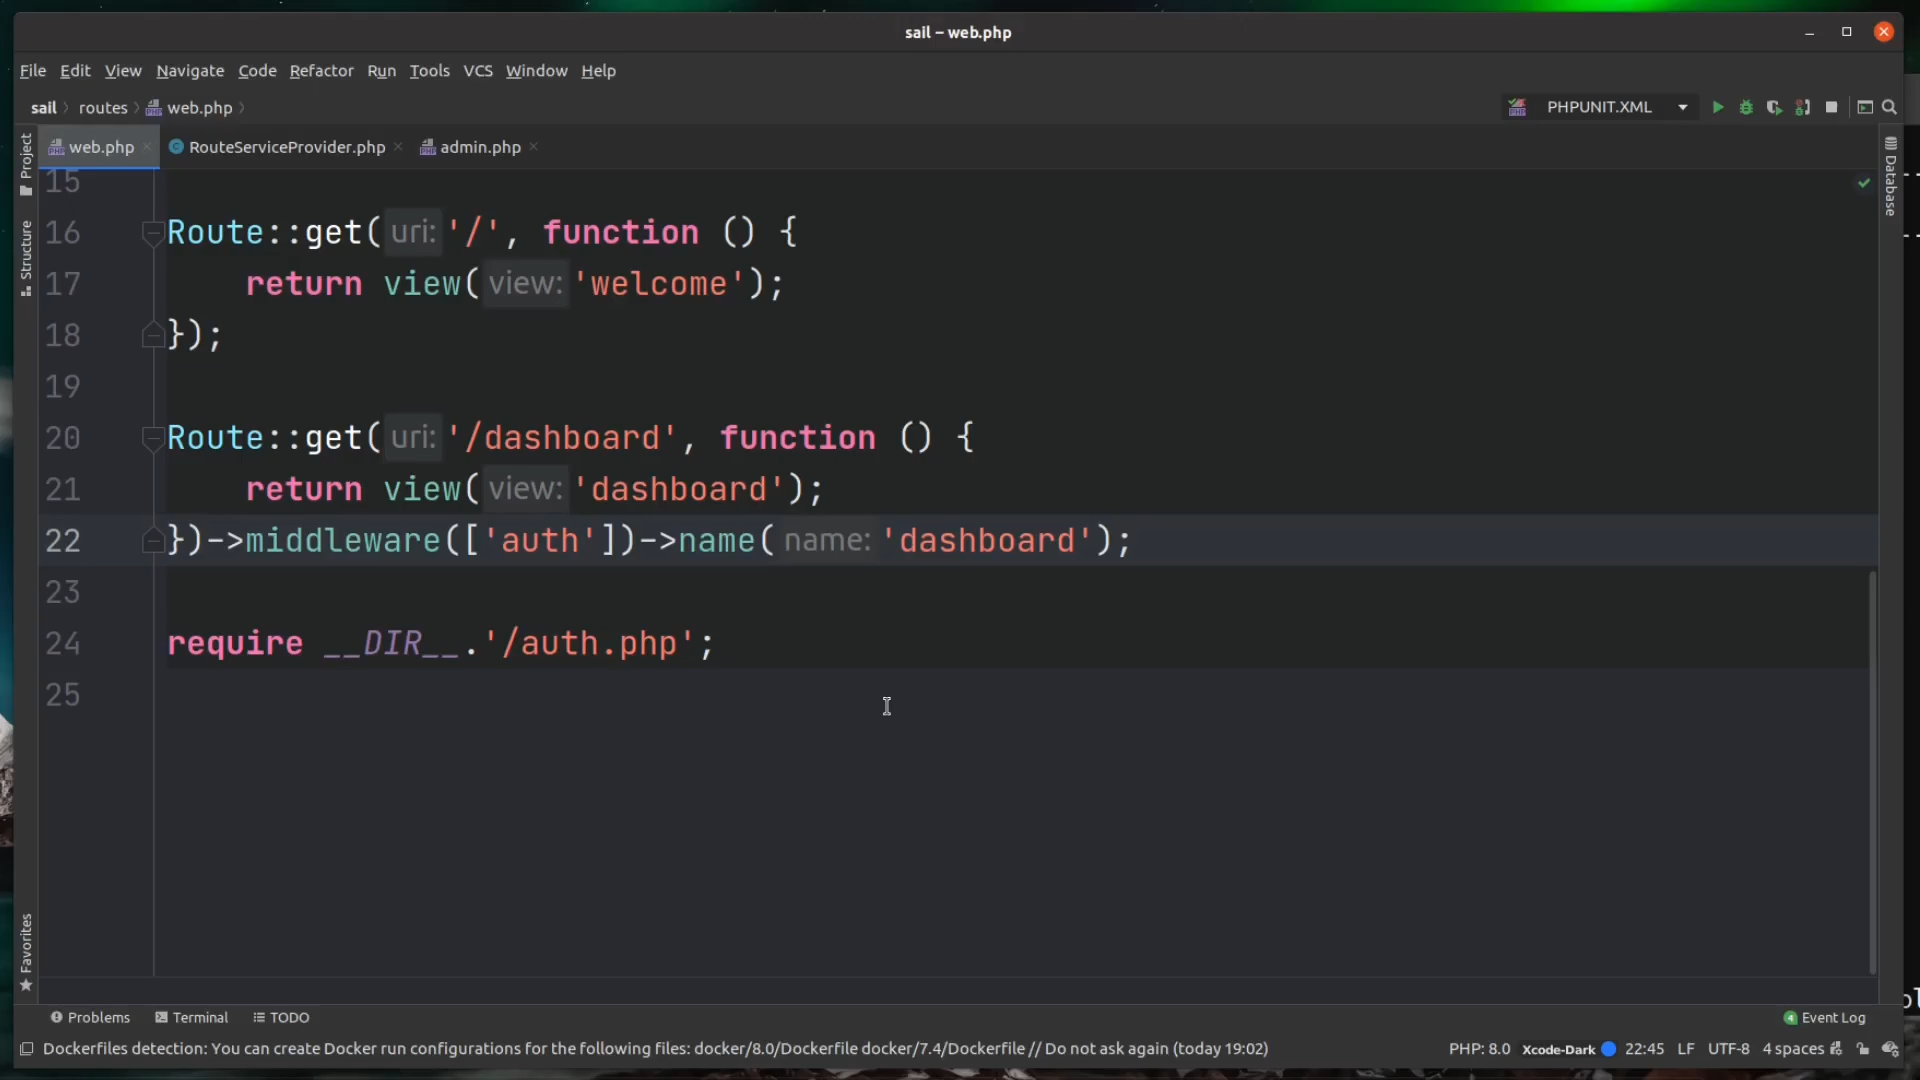 sail – web.php
File Edit View Navigate Code Refactor Run Tools VCS Window Help
sail routes web.php
PHPUNIT.XML
web.php RouteServiceProvider.php admin.php
Project
Structure
Favorites
Database
15
16 Route::get( uri: '/', function () {
17 return view( view: 'welcome');
18 });
19
20 Route::get( uri: '/dashboard', function () {
21 return view( view: 'dashboard');
22 })->middleware(['auth'])->name( name: 'dashboard');
23
24 require __DIR__.'/auth.php';
25
Problems Terminal TODO
4 Event Log
Dockerfiles detection: You can create Docker run configurations for the following files: docker/8.0/Dockerfile docker/7.4/Dockerfile // Do not ask again (today 19:02)
PHP: 8.0 Xcode-Dark 22:45 LF UTF-8 4 spaces